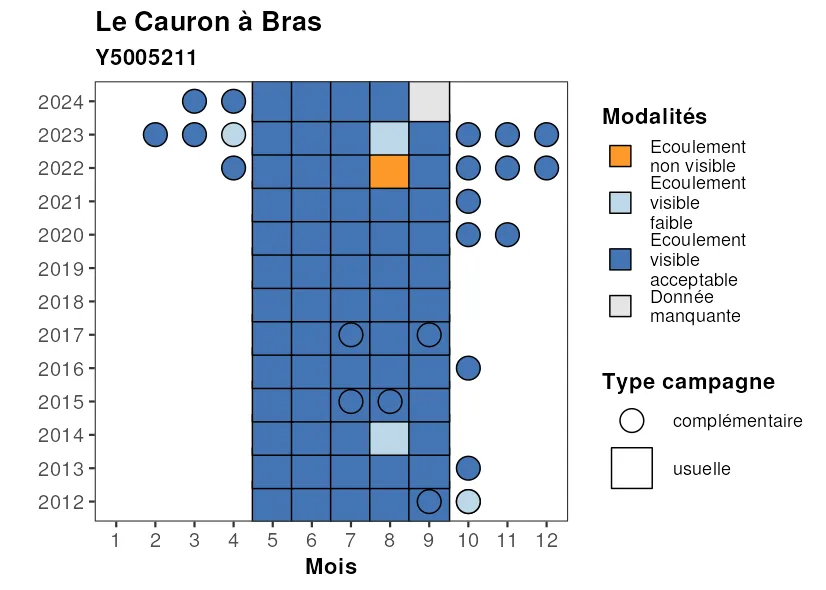 Le Cauron à Bras
Y5005211
2024
2023
2022
2021
2020
2019
2018
2017
2016
2015
2014
2013
2012
1 2 3 4 5 6 7 8 9 10 11 12
Mois
Modalités
Ecoulement
non visible
Ecoulement
visible
faible
Ecoulement
visible
acceptable
Donnée
manquante
Type campagne
complémentaire
usuelle